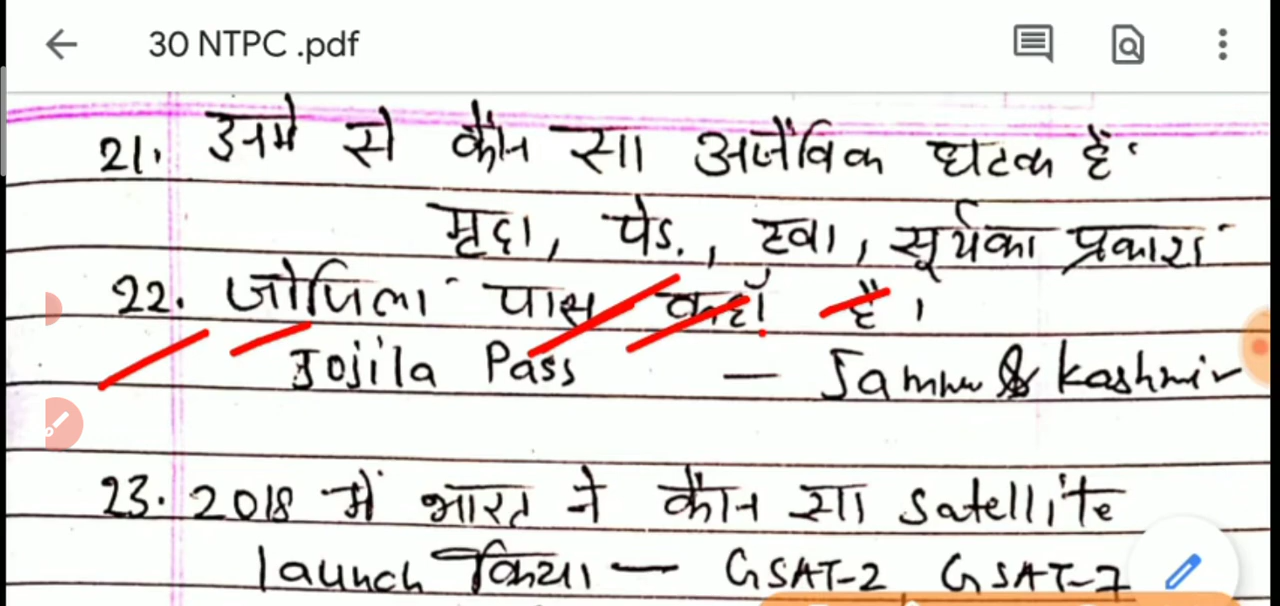 30 NTPC .pdf
21. इनमे से कौन सा अजैविक घटक हैं
मृदा, पेड., हवा, सूर्यका प्रकाश
22. जोजिला पास कहाँ है।
Jojila Pass — Jammu & Kashmir
23. 2018 में भारत ने कौन सा Satellite
launch किया — GSAT-2 GSAT-7